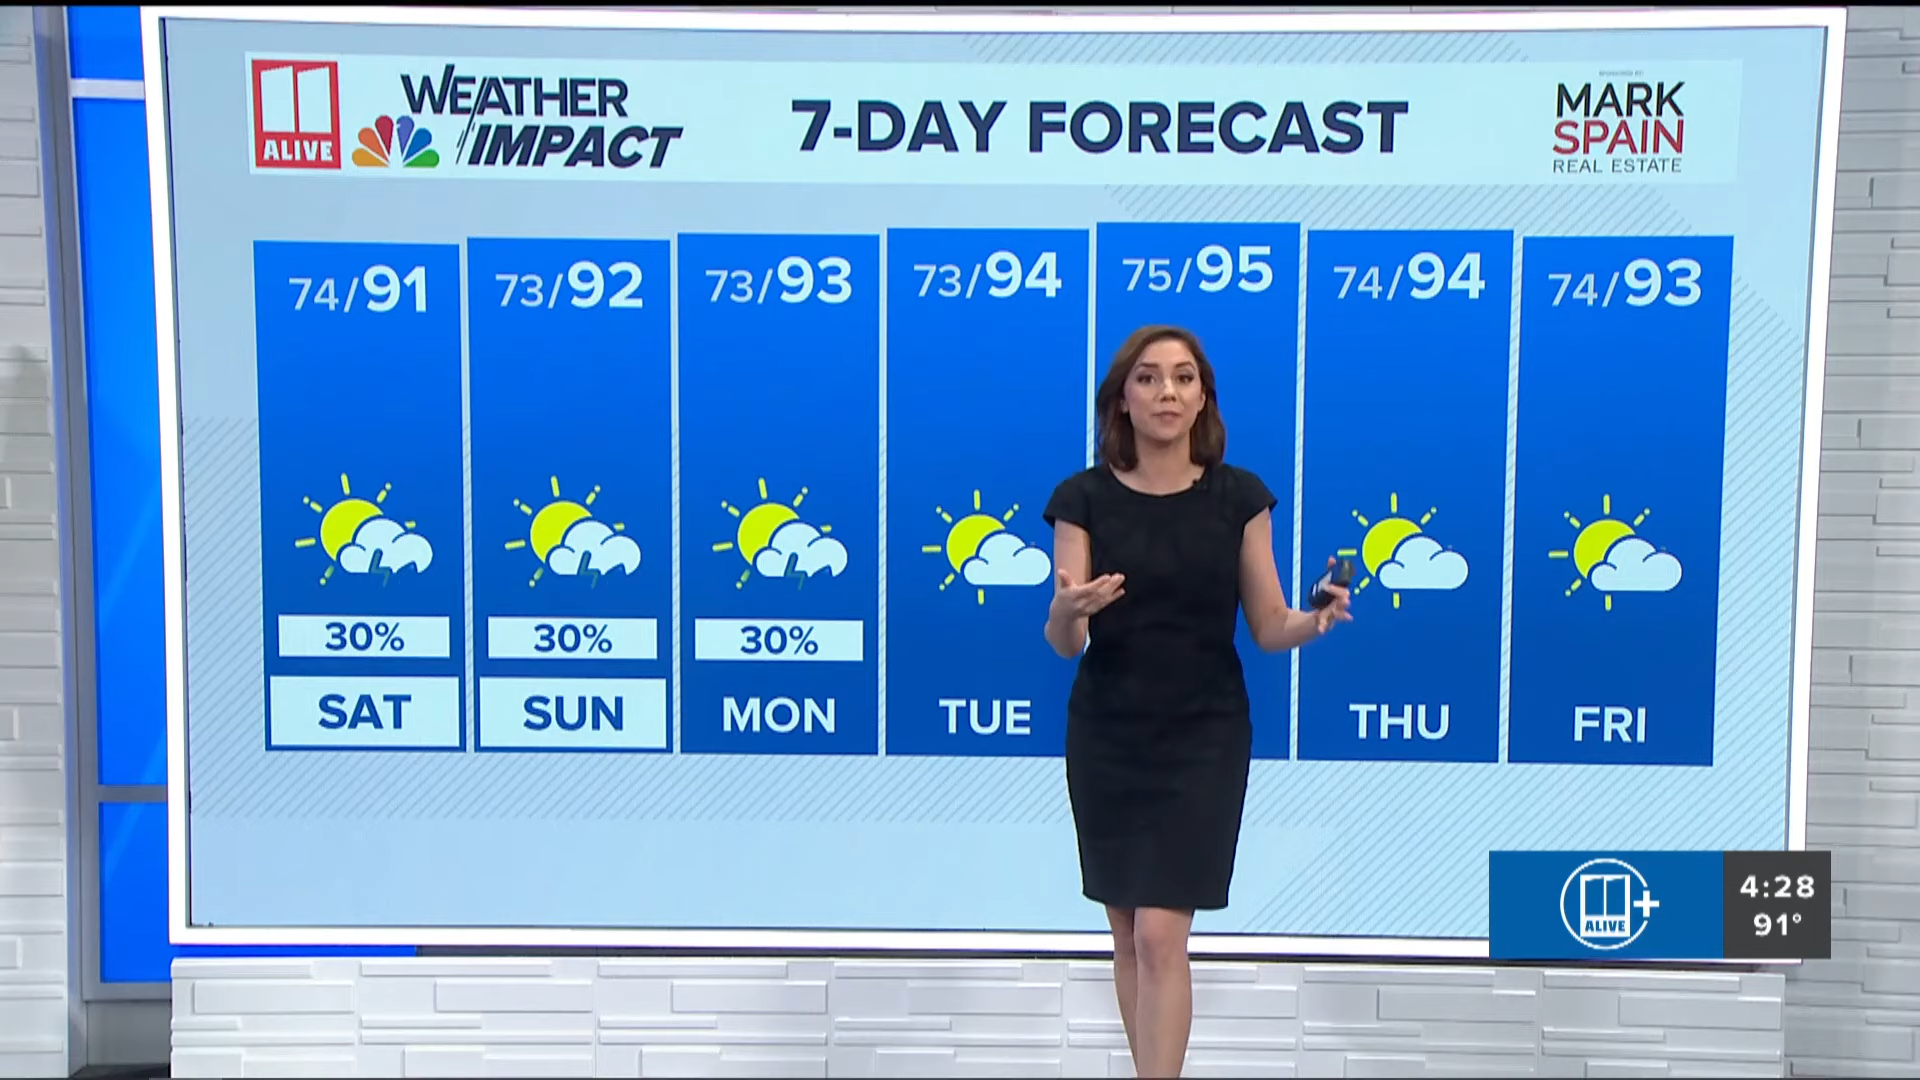 11
ALIVE
WEATHER
IMPACT
7-DAY FORECAST
SPONSORED BY
MARK
SPAIN
REAL ESTATE
74/91
73/92
73/93
73/94
75/95
74/94
74/93
30%
30%
30%
SAT
SUN
MON
TUE
THU
FRI
11
ALIVE
+
4:28
91°